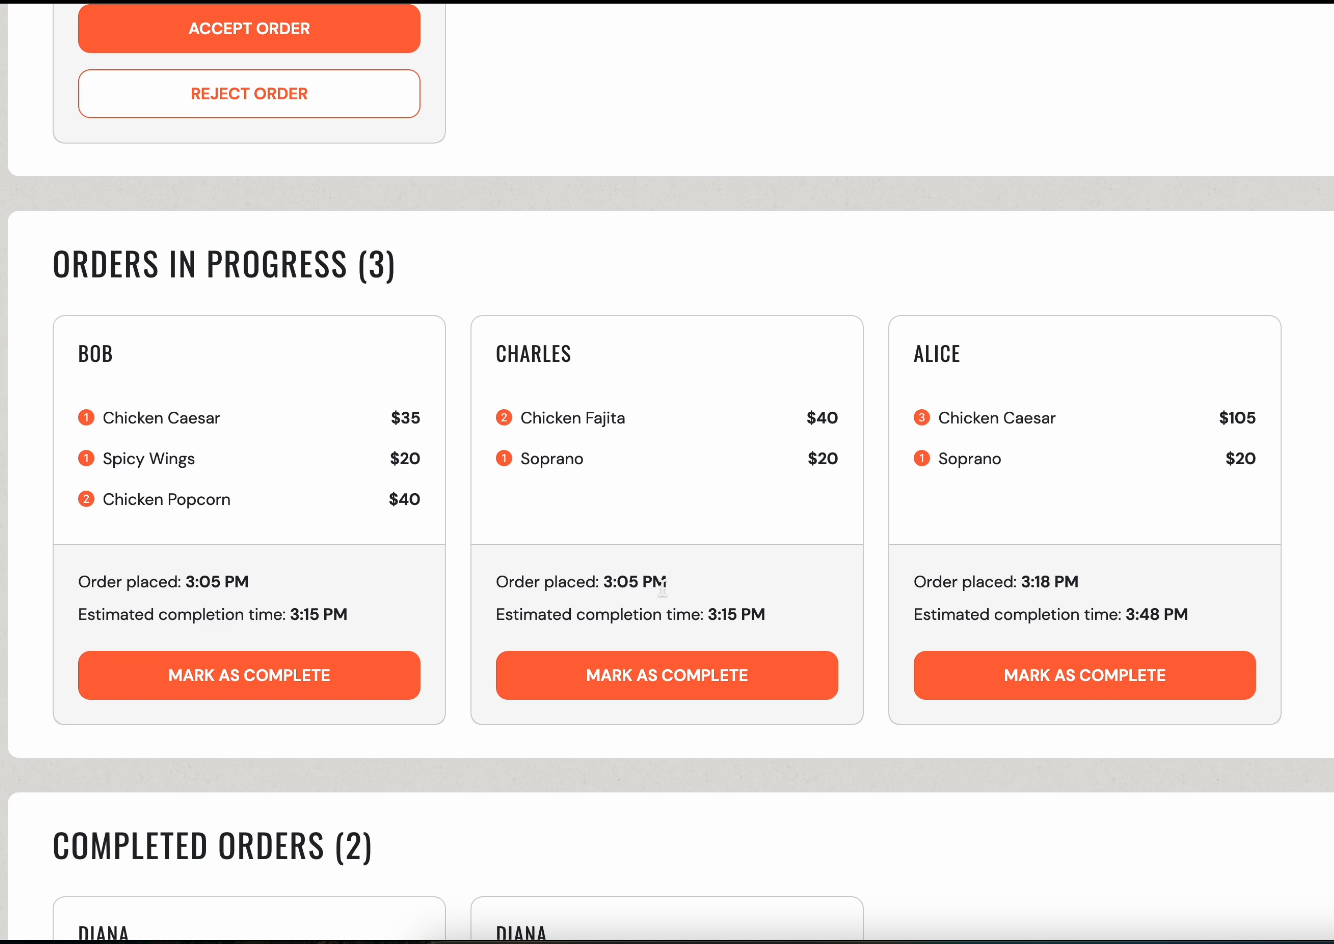 ACCEPT ORDER
REJECT ORDER
ORDERS IN PROGRESS (3)
BOB
1 Chicken Caesar $35
1 Spicy Wings $20
2 Chicken Popcorn $40
Order placed: 3:05 PM
Estimated completion time: 3:15 PM
MARK AS COMPLETE
CHARLES
2 Chicken Fajita $40
1 Soprano $20
Order placed: 3:05 PM
Estimated completion time: 3:15 PM
MARK AS COMPLETE
ALICE
3 Chicken Caesar $105
1 Soprano $20
Order placed: 3:18 PM
Estimated completion time: 3:48 PM
MARK AS COMPLETE
COMPLETED ORDERS (2)
DIANA
DIANA